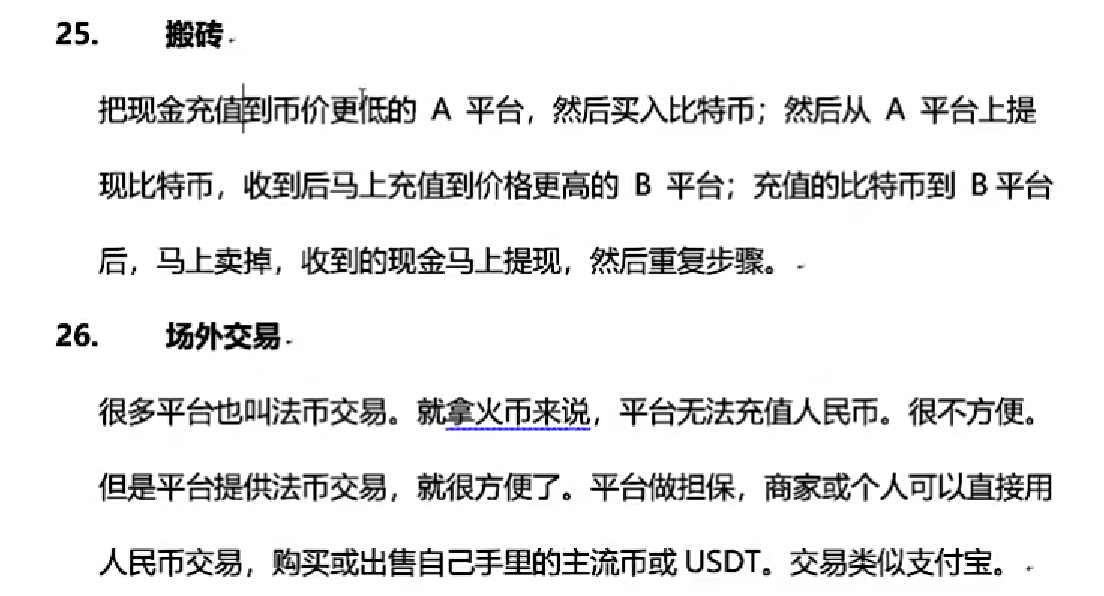 25. 搬砖
把现金充值到币价更低的 A 平台，然后买入比特币；然后从 A 平台上提
现比特币，收到后马上充值到价格更高的 B 平台；充值的比特币到 B 平台
后，马上卖掉，收到的现金马上提现，然后重复步骤。
26. 场外交易
很多平台也叫法币交易。就拿火币来说，平台无法充值人民币。很不方便。
但是平台提供法币交易，就很方便了。平台做担保，商家或个人可以直接用
人民币交易，购买或出售自己手里的主流币或 USDT。交易类似支付宝。